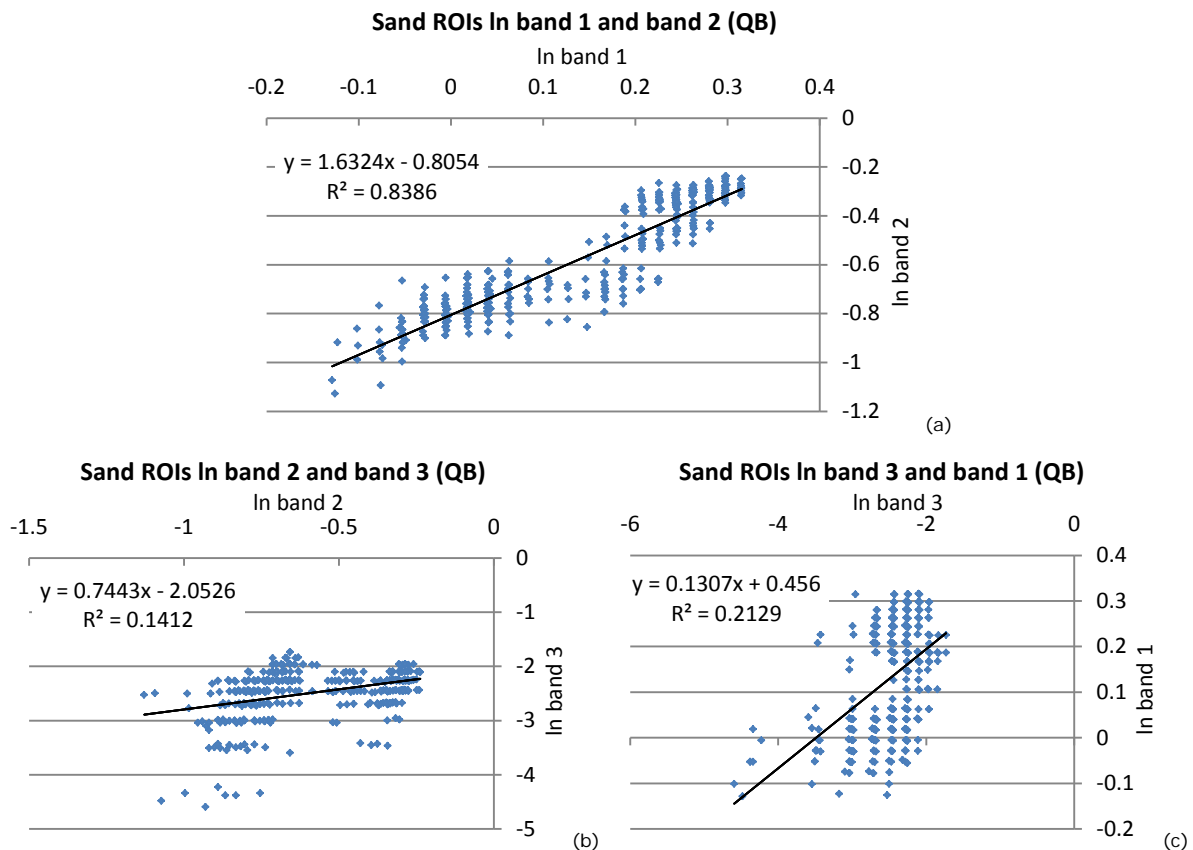 Sand ROIs ln band 1 and band 2 (QB)
ln band 1
-0.2 -0.1 0 0.1 0.2 0.3 0.4
0
-0.2
-0.4
-0.6
-0.8
-1
-1.2
ln band 2
y = 1.6324x - 0.8054
R² = 0.8386
(a)
Sand ROIs ln band 2 and band 3 (QB)
ln band 2
-1.5 -1 -0.5 0
0
-1
-2
-3
-4
-5
ln band 3
y = 0.7443x - 2.0526
R² = 0.1412
(b)
Sand ROIs ln band 3 and band 1 (QB)
ln band 3
-6 -4 -2 0
0.4
0.3
0.2
0.1
0
-0.1
-0.2
ln band 1
y = 0.1307x + 0.456
R² = 0.2129
(c)